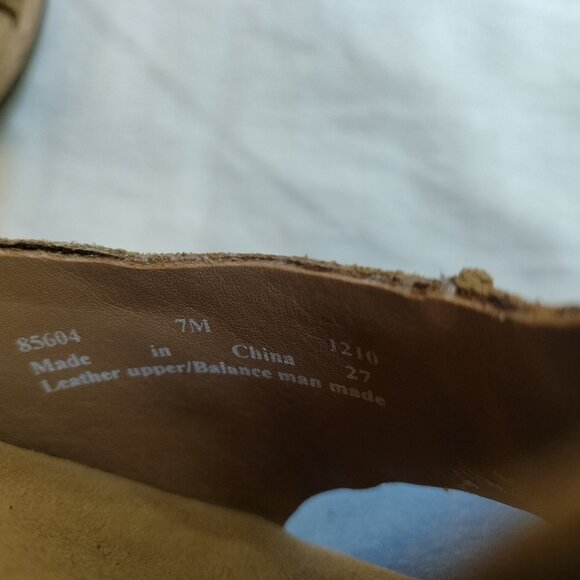 85604 7M 1210
Made in China 27
Leather upper/Balance man made